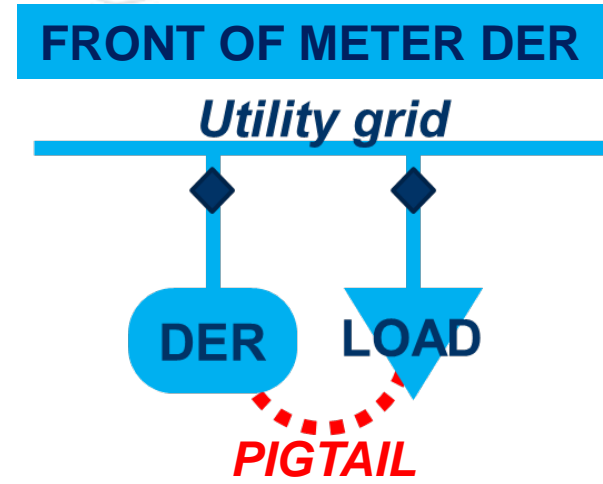 FRONT OF METER DER
Utility grid
DER
LOAD
PIGTAIL